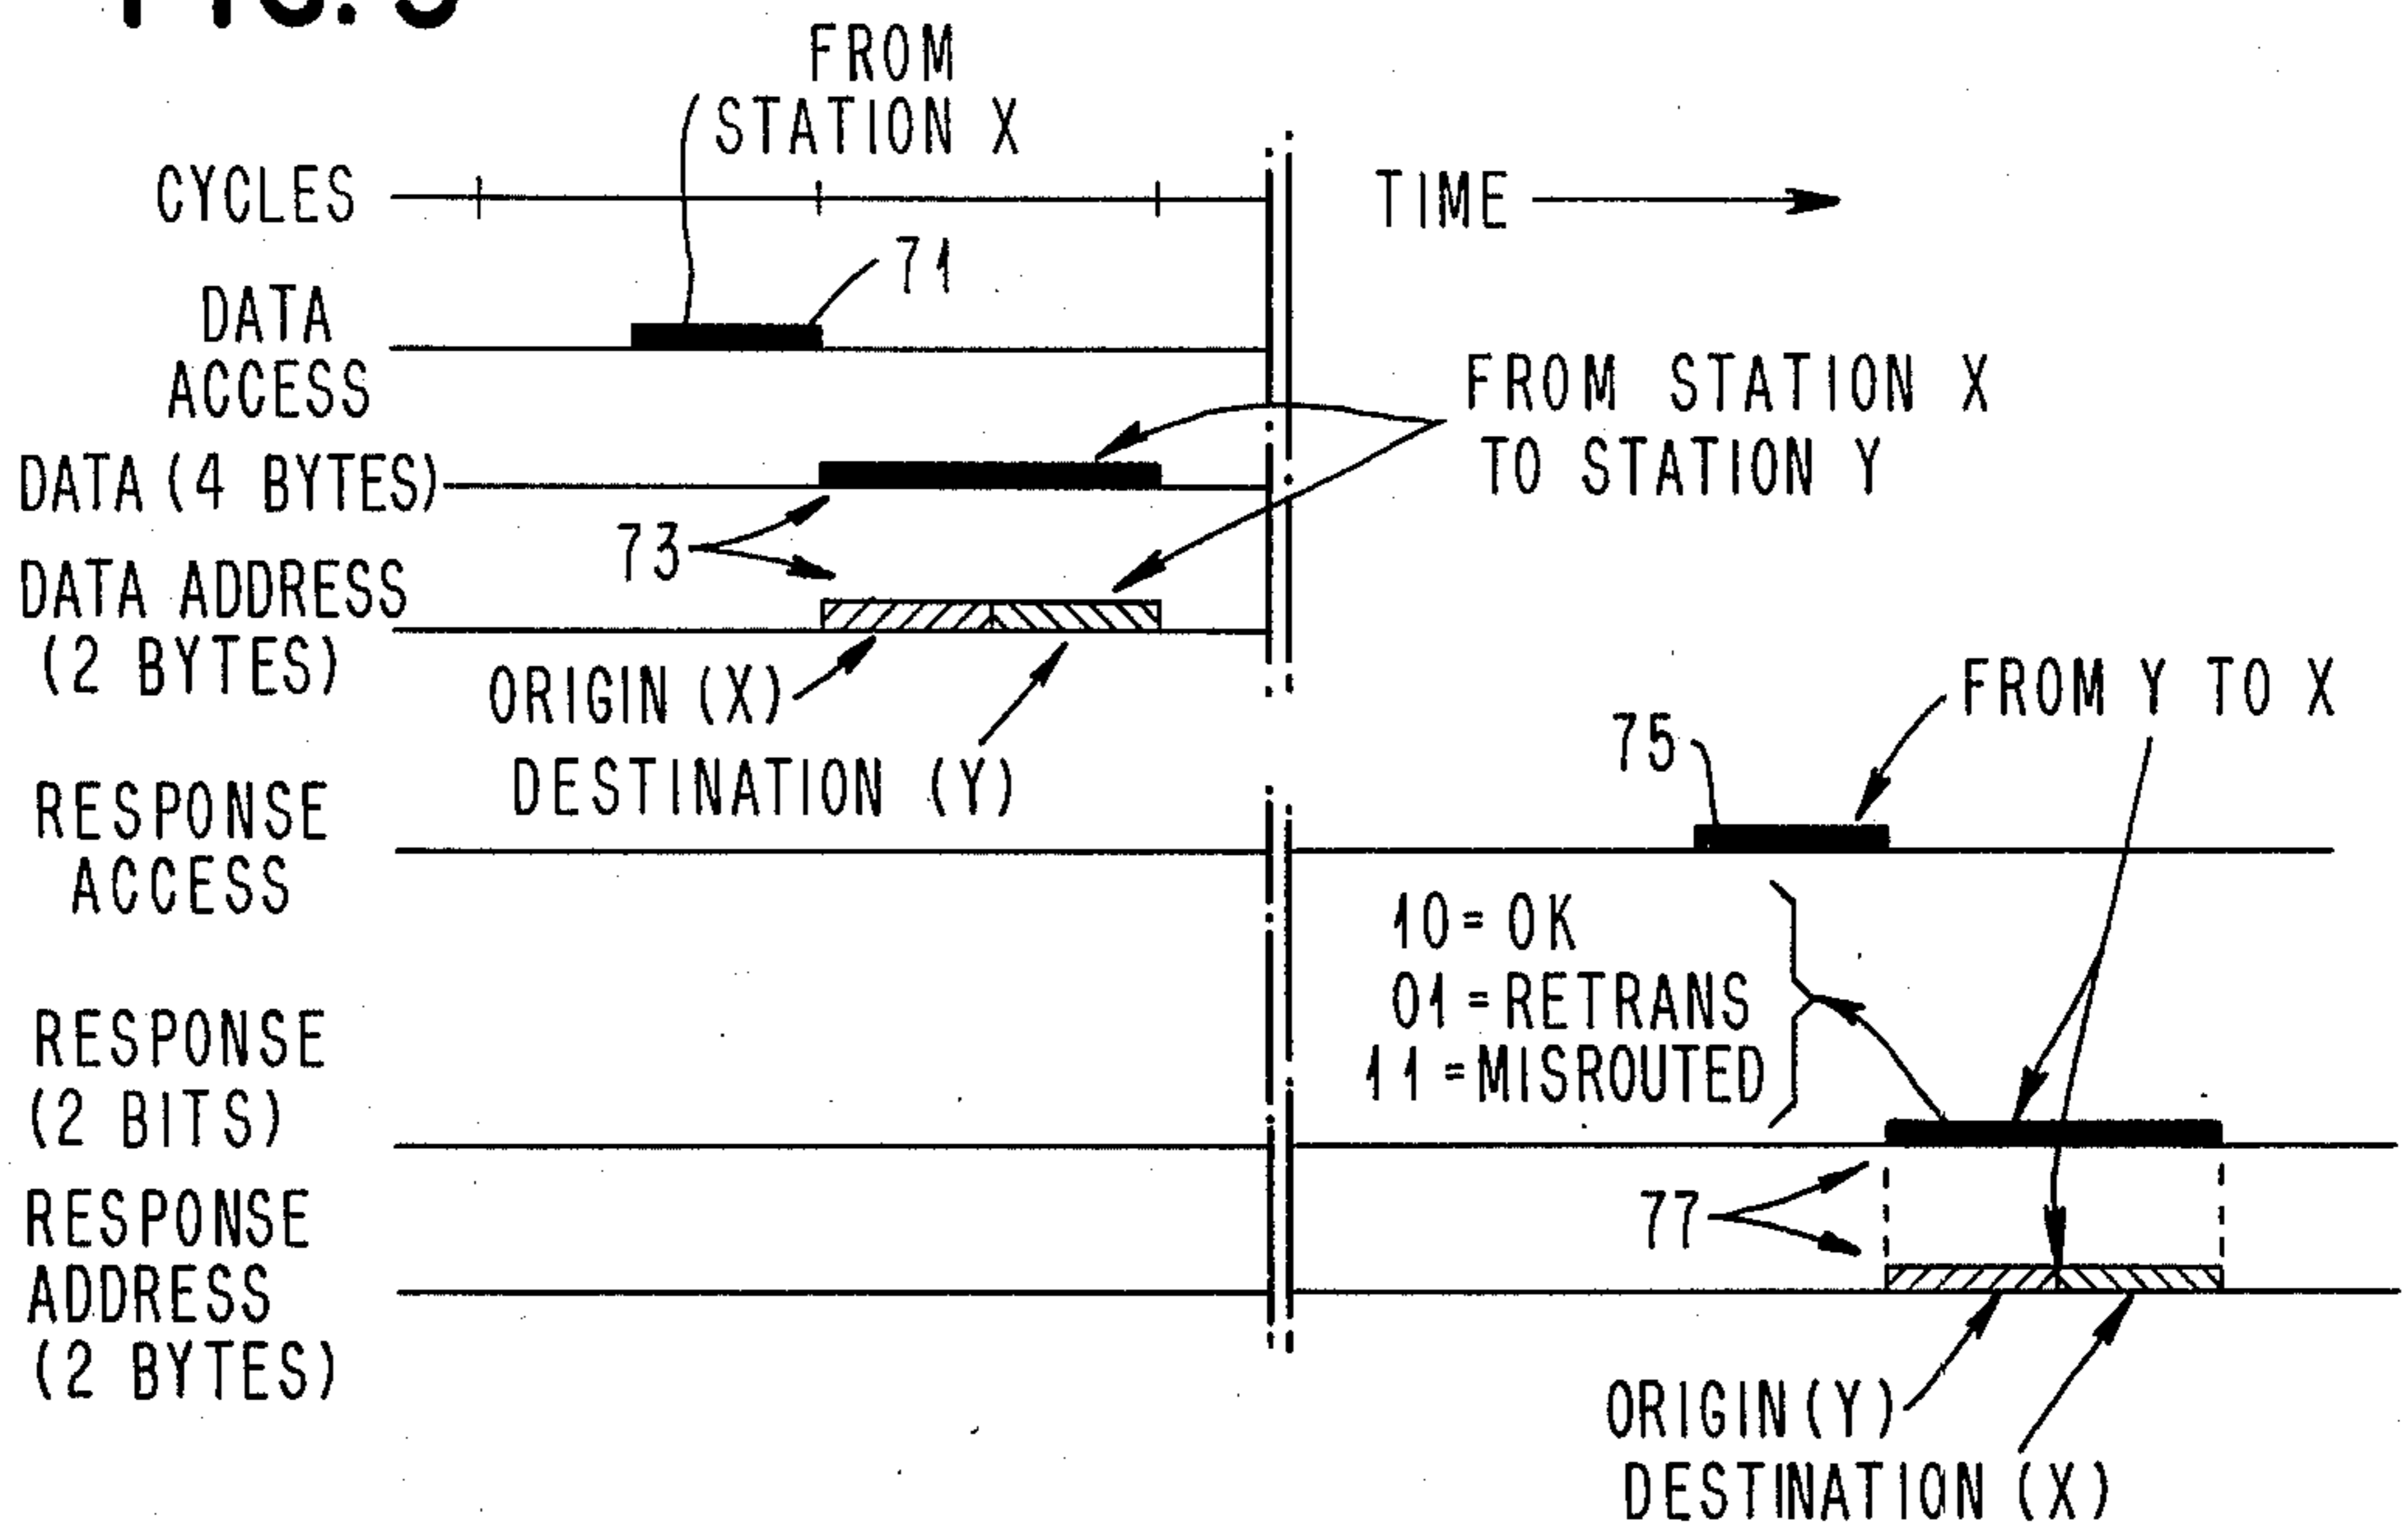 FROM
STATION X
CYCLES
TIME
71
DATA
ACCESS
FROM STATION X
TO STATION Y
DATA (4 BYTES)
73
DATA ADDRESS
(2 BYTES)
ORIGIN (X)
DESTINATION (Y)
FROM Y TO X
75
RESPONSE
ACCESS
10 = OK
01 = RETRANS
11 = MISROUTED
RESPONSE
(2 BITS)
77
RESPONSE
ADDRESS
(2 BYTES)
ORIGIN (Y)
DESTINATION (X)